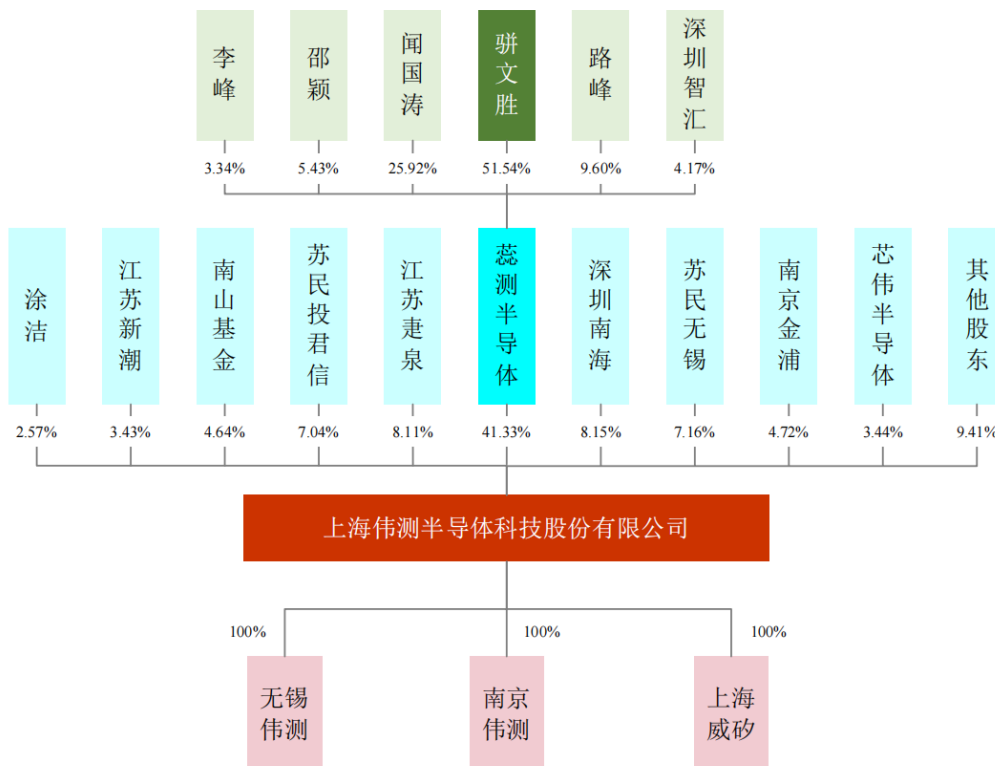 李峰
邵颖
闻国涛
骈文胜
路峰
深圳智汇
3.34%
5.43%
25.92%
51.54%
9.60%
4.17%
涂洁
江苏新潮
南山基金
苏民投君信
江苏疌泉
蕊测半导体
深圳南海
苏民无锡
南京金浦
芯伟半导体
其他股东
2.57%
3.43%
4.64%
7.04%
8.11%
41.33%
8.15%
7.16%
4.72%
3.44%
9.41%
上海伟测半导体科技股份有限公司
100%
100%
100%
无锡
伟测
南京
伟测
上海
威矽